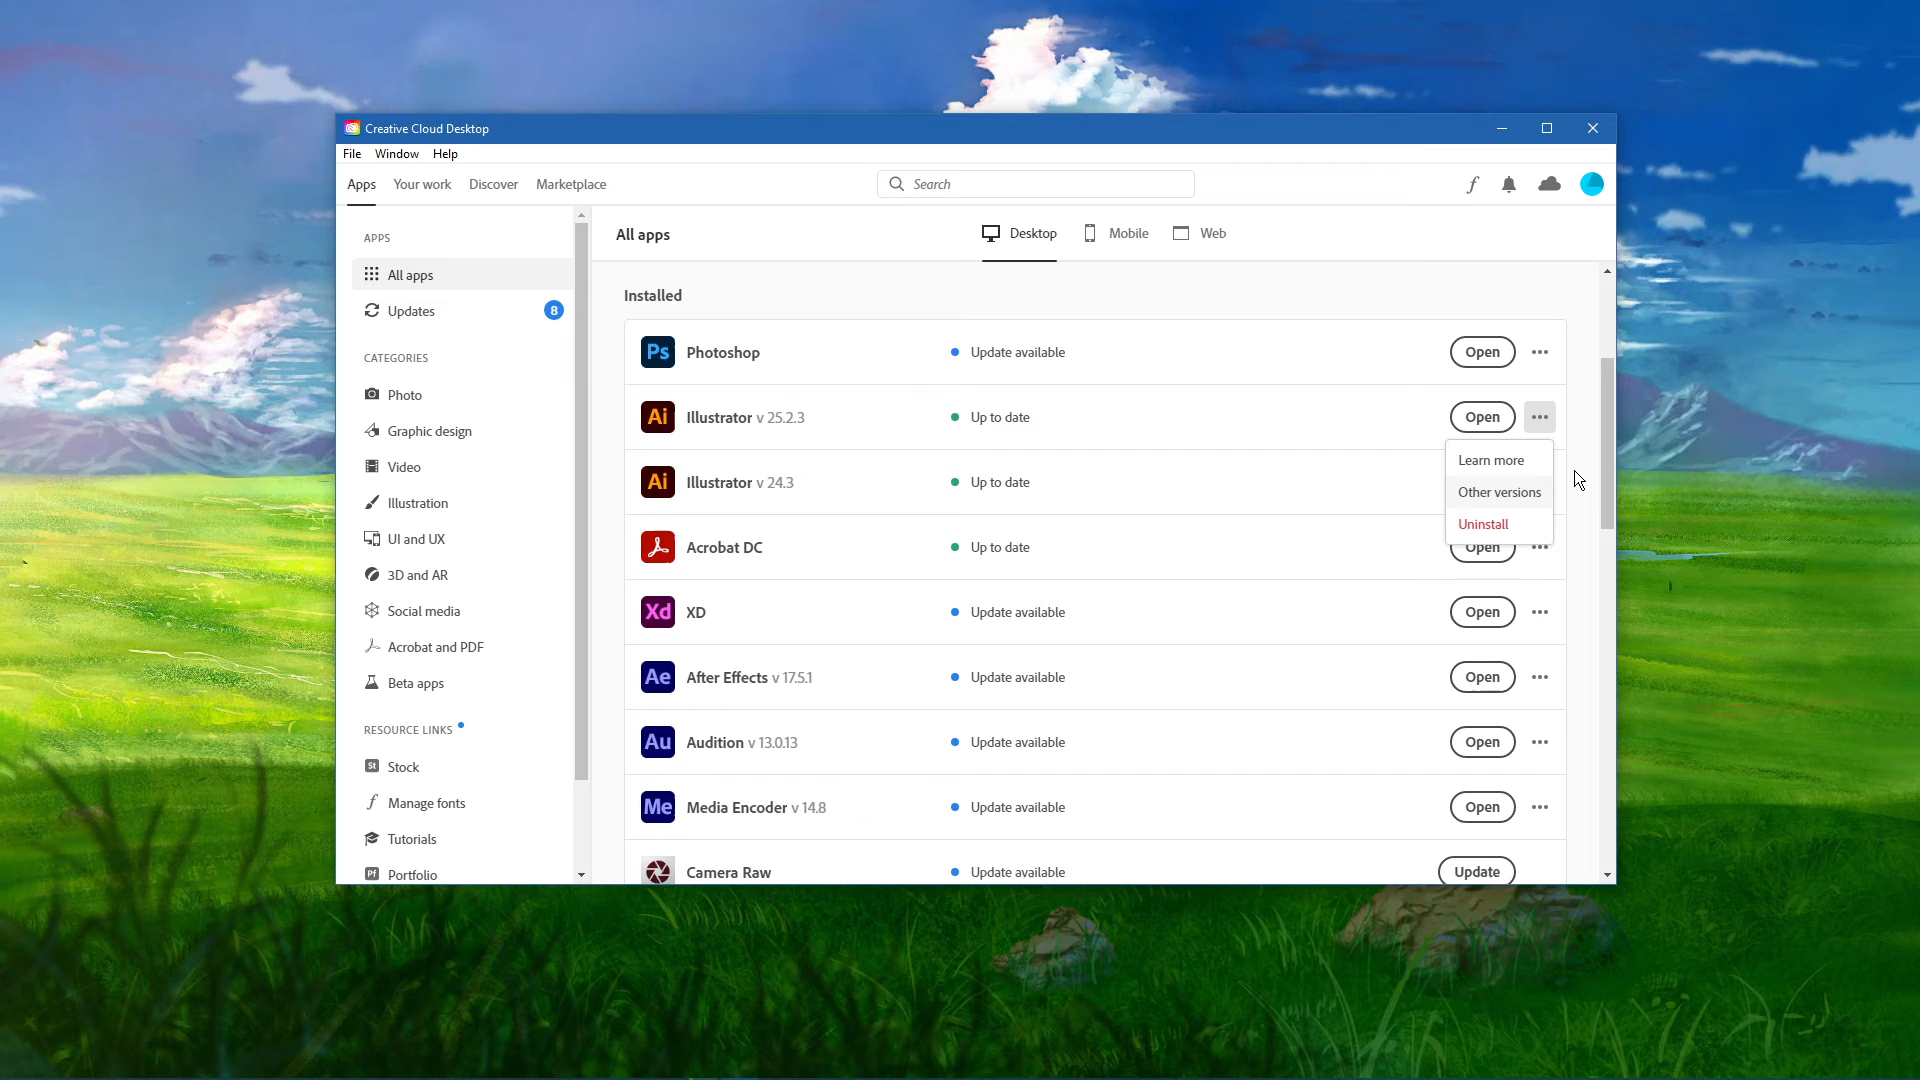 Creative Cloud Desktop
File Window Help
Apps Your work Discover Marketplace Search
APPS
All apps
Updates 8
CATEGORIES
Photo
Graphic design
Video
Illustration
UI and UX
3D and AR
Social media
Acrobat and PDF
Beta apps
RESOURCE LINKS
St Stock
Manage fonts
Tutorials
Pf Portfolio
All apps Desktop Mobile Web
Installed
Ps Photoshop Update available Open
Ai Illustrator v 25.2.3 Up to date Open
Learn more
Ai Illustrator v 24.3 Up to date
Other versions
Uninstall
Acrobat DC Up to date Open
Xd XD Update available Open
Ae After Effects v 17.5.1 Update available Open
Au Audition v 13.0.13 Update available Open
Me Media Encoder v 14.8 Update available Open
Camera Raw Update available Update